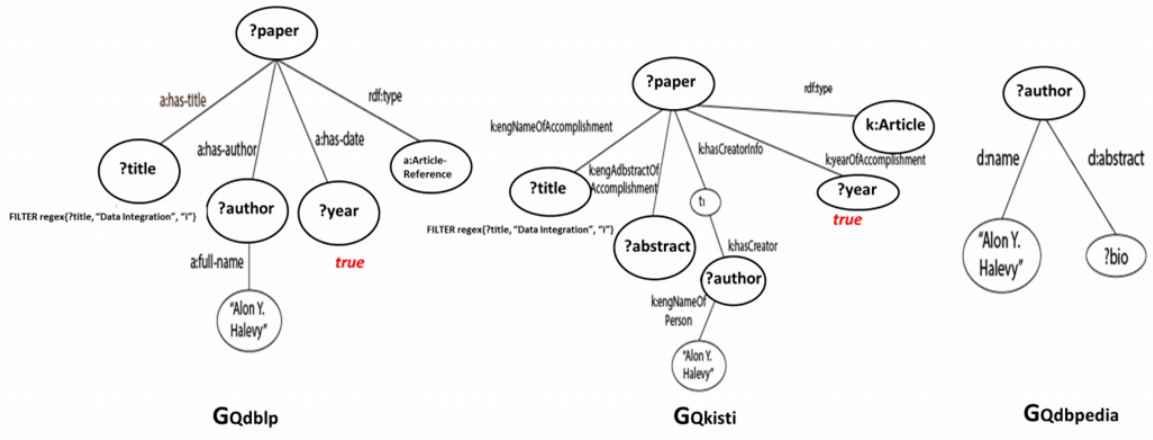 ?paper
a:has-title
rdf:type
a:has-author
a:has-date
?title
a:Article-
Reference
FILTER regex(?title, "Data Integration", "i"}
?author
?year
true
a:full-name
"Alon Y.
Halevy"
GQdblp
?paper
rdf:type
k:engNameOfAccomplishment
k:hasCreatorInfo
k:Article
k:yearOfAccomplishment
k:engAdbstractOf
Accomplishment
?title
t1
?year
true
FILTER regex{?title, "Data Integration", "i"}
?abstract
k:hasCreator
?author
k:engNameOf
Person
"Alon Y.
Halevy"
GQkisti
?author
d:name
d:abstract
"Alon Y.
Halevy"
?bio
GQdbpedia